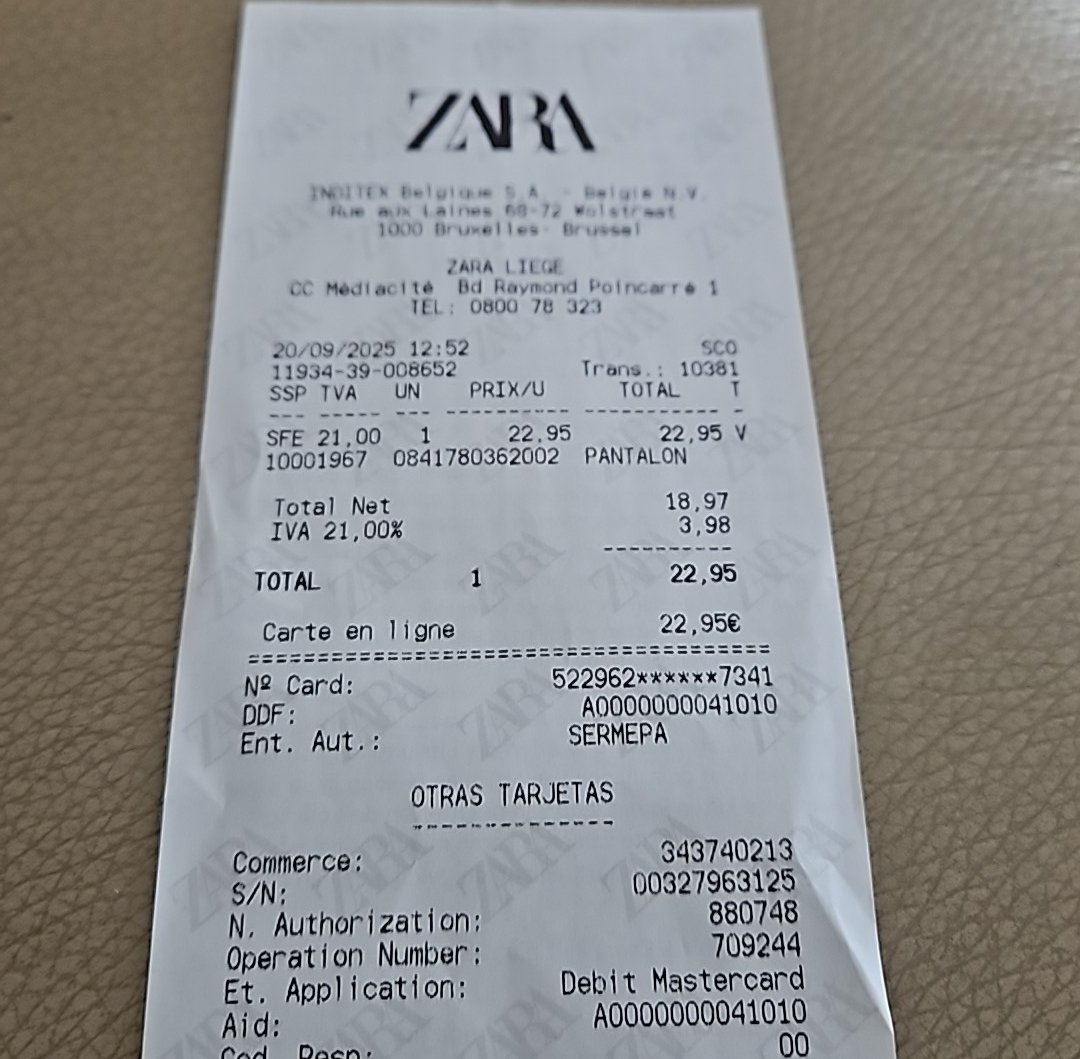 ZARA
INDITEX Belgique S.A. - Belgie N.V.
Rue aux Laines 68-72 Wolstraat
1000 Bruxelles- Brussel
ZARA LIEGE
CC Médiacité Bd Raymond Poincarré 1
TEL: 0800 78 323
20/09/2025 12:52 SCO
11934-39-008652 Trans.: 10381
SSP TVA UN PRIX/U TOTAL T
--- ----- --- ---------- ----------- -
SFE 21,00 1 22,95 22,95 V
10001967 0841780362002 PANTALON
Total Net 18,97
IVA 21,00% 3,98
----------
TOTAL 1 22,95
Carte en ligne 22,95€
======================================
Nº Card: 522962******7341
DDF: A0000000041010
Ent. Aut.: SERMEPA
OTRAS TARJETAS
--------------
Commerce: 343740213
S/N: 00327963125
N. Authorization: 880748
Operation Number: 709244
Et. Application: Debit Mastercard
Aid: A0000000041010
Cod. Resp: 00